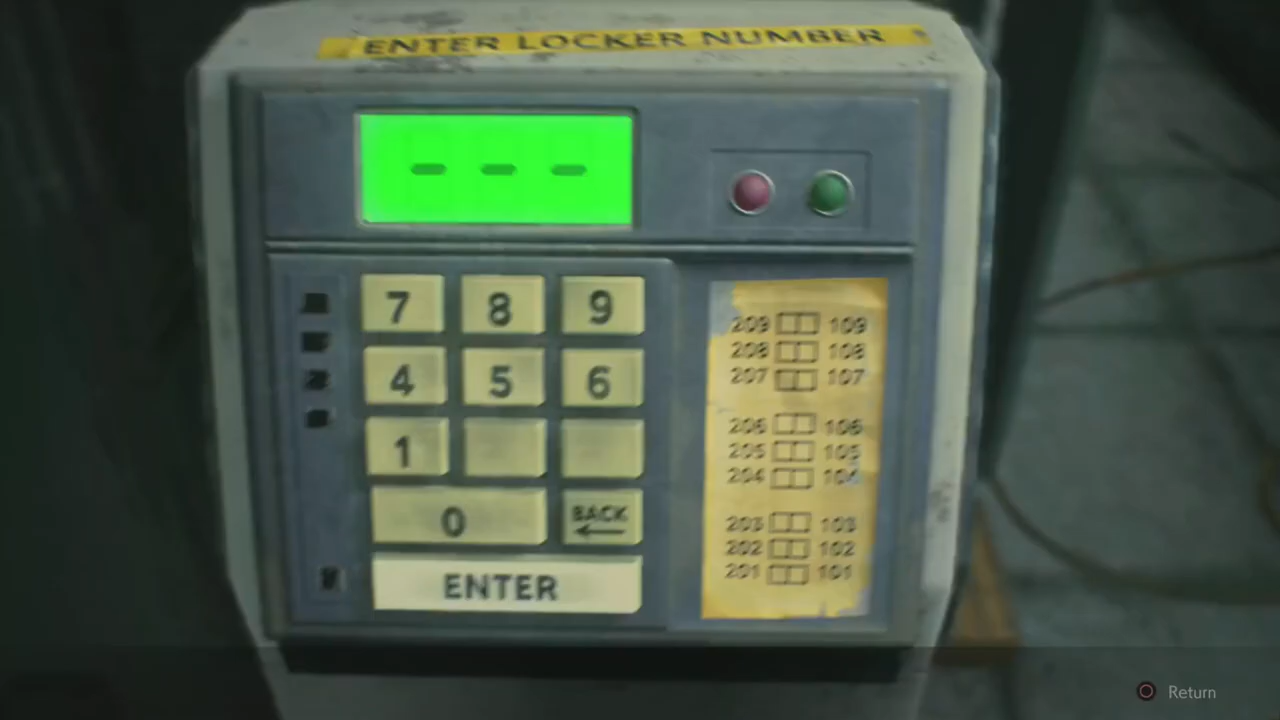 ENTER LOCKER NUMBER
- - -
7 8 9
4 5 6
1
0 BACK
ENTER
209 109
208 108
207 107
206 106
205 105
204 104
203 103
202 102
201 101
Return